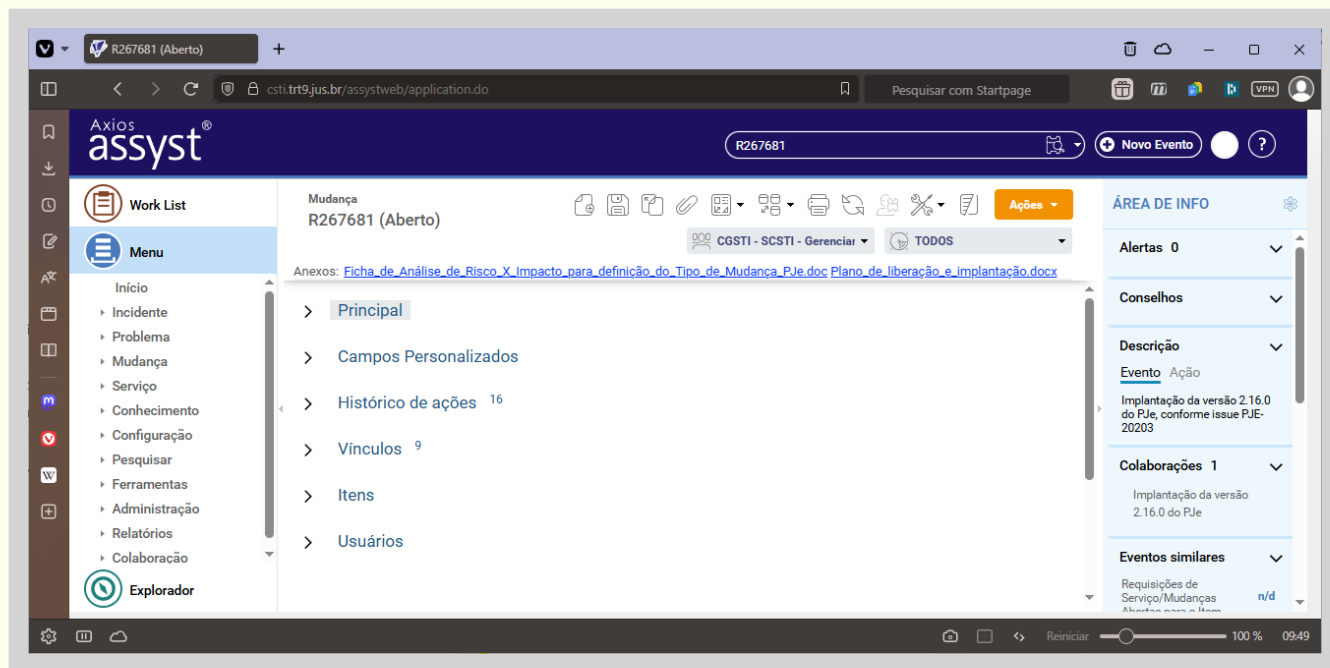 R267681 (Aberto)
csti.trt9.jus.br/assystweb/application.do
Pesquisar com Startpage
VPN
Axios
assyst®
R267681
Novo Evento
?
Work List
Menu
Início
Incidente
Problema
Mudança
Serviço
Conhecimento
Configuração
Pesquisar
Ferramentas
Administração
Relatórios
Colaboração
Explorador
Mudança
R267681 (Aberto)
Ações
CGSTI - SCSTI - Gerenciar
TODOS
Anexos: Ficha_de_Análise_de_Risco_X_Impacto_para_definição_do_Tipo_de_Mudança_PJe.doc Plano_de_liberação_e_implantação.docx
Principal
Campos Personalizados
Histórico de ações 16
Vínculos 9
Itens
Usuários
ÁREA DE INFO
Alertas 0
Conselhos
Descrição
Evento Ação
Implantação da versão 2.16.0
do PJe, conforme issue PJE-
20203
Colaborações 1
Implantação da versão
2.16.0 do PJe
Eventos similares
Requisições de
Serviço/Mudanças n/d
Abertas para o Item
Reiniciar
100 %
09:49